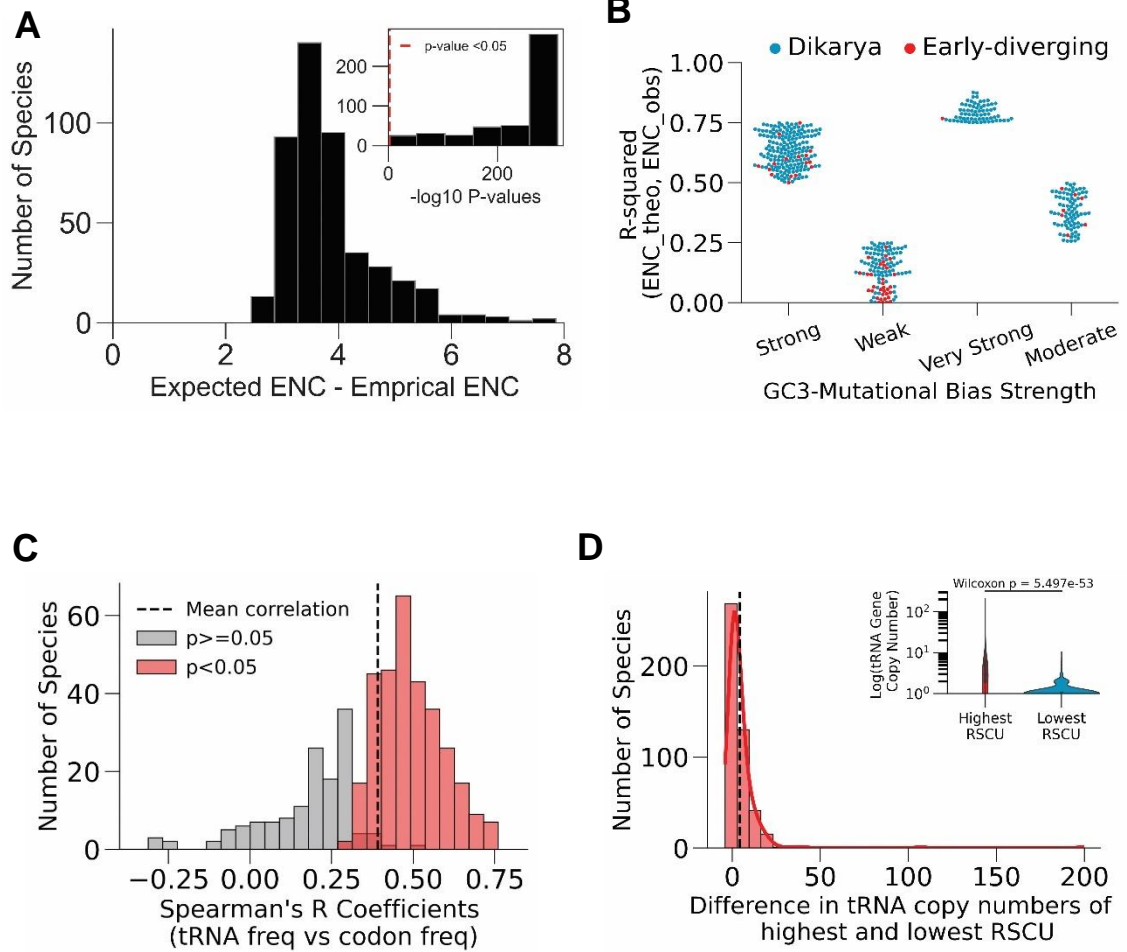 A
Number of Species
100
50
0
0
2
4
6
8
Expected ENC - Emprical ENC
p-value <0.05
200
100
0
0
200
-log10 P-values
B
Dikarya
Early-diverging
R-squared
(ENC_theo, ENC_obs)
1.00
0.75
0.50
0.25
0.00
Strong
Weak
Very Strong
Moderate
GC3-Mutational Bias Strength
C
Number of Species
60
40
20
0
Mean correlation
p>=0.05
p<0.05
−0.25
0.00
0.25
0.50
0.75
Spearman's R Coefficients
(tRNA freq vs codon freq)
D
Number of Species
200
100
0
0
50
100
150
200
Difference in tRNA copy numbers of
highest and lowest RSCU
Wilcoxon p = 5.497e-53
Log(tRNA Gene
Copy Number)
10²
10¹
10⁰
Highest
RSCU
Lowest
RSCU